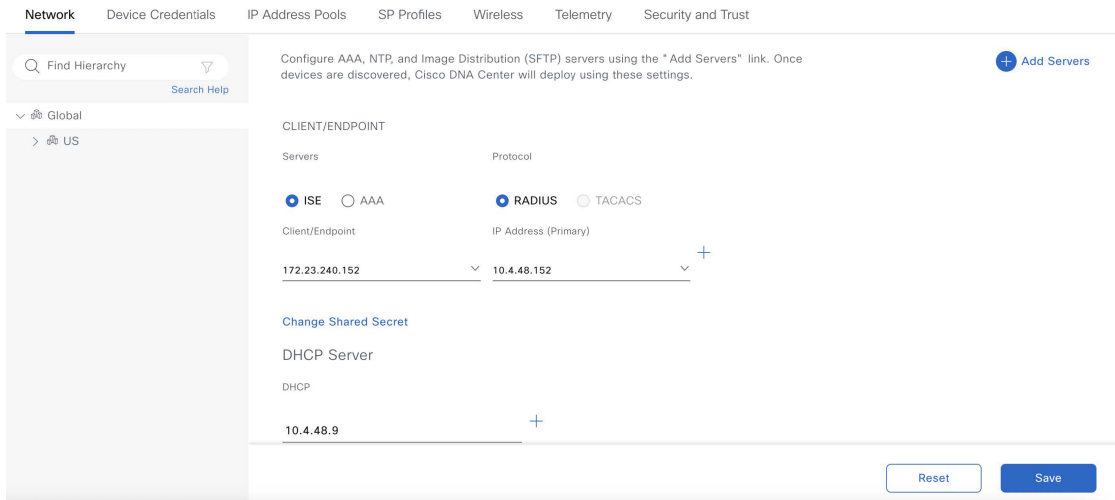 Network Device Credentials IP Address Pools SP Profiles Wireless Telemetry Security and Trust
Find Hierarchy
Search Help
Global
US
Configure AAA, NTP, and Image Distribution (SFTP) servers using the "Add Servers" link. Once
devices are discovered, Cisco DNA Center will deploy using these settings.
Add Servers
CLIENT/ENDPOINT
Servers Protocol
ISE AAA RADIUS TACACS
Client/Endpoint IP Address (Primary)
172.23.240.152 10.4.48.152
Change Shared Secret
DHCP Server
DHCP
10.4.48.9
Reset Save